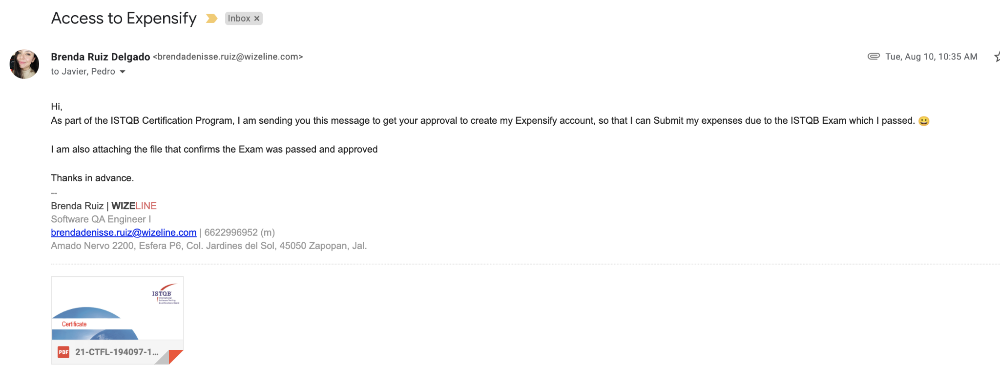 Access to Expensify
Inbox ×
Brenda Ruiz Delgado <brendadenisse.ruiz@wizeline.com>
Tue, Aug 10, 10:35 AM
to Javier, Pedro
Hi,
As part of the ISTQB Certification Program, I am sending you this message to get your approval to create my Expensify account, so that I can Submit my expenses due to the ISTQB Exam which I passed. 😀
I am also attaching the file that confirms the Exam was passed and approved
Thanks in advance.
--
Brenda Ruiz | WIZELINE
Software QA Engineer I
brendadenisse.ruiz@wizeline.com | 6622996952 (m)
Amado Nervo 2200, Esfera P6, Col. Jardines del Sol, 45050 Zapopan, Jal.
ISTQB
International
Software Testing
Qualifications Board
Certificate
PDF 21-CTFL-194097-1...